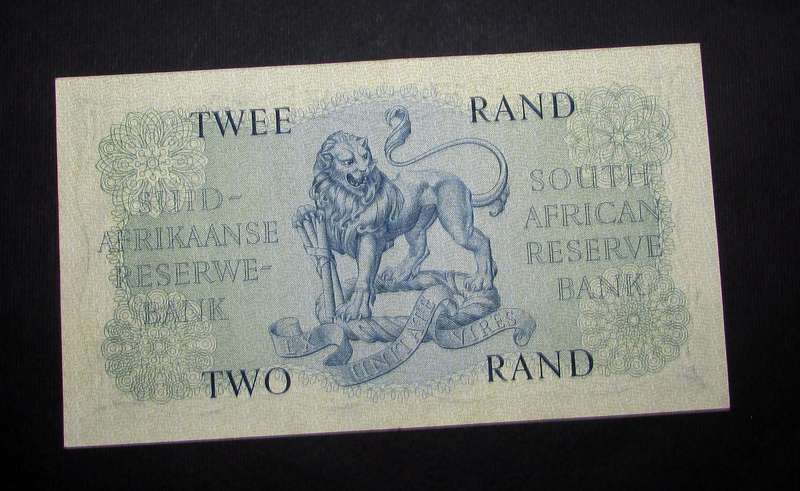 TWEE RAND
SUID-
AFRIKAANSE
RESERWE-
BANK
SOUTH
AFRICAN
RESERVE
BANK
EX UNITATE VIRES
TWO RAND